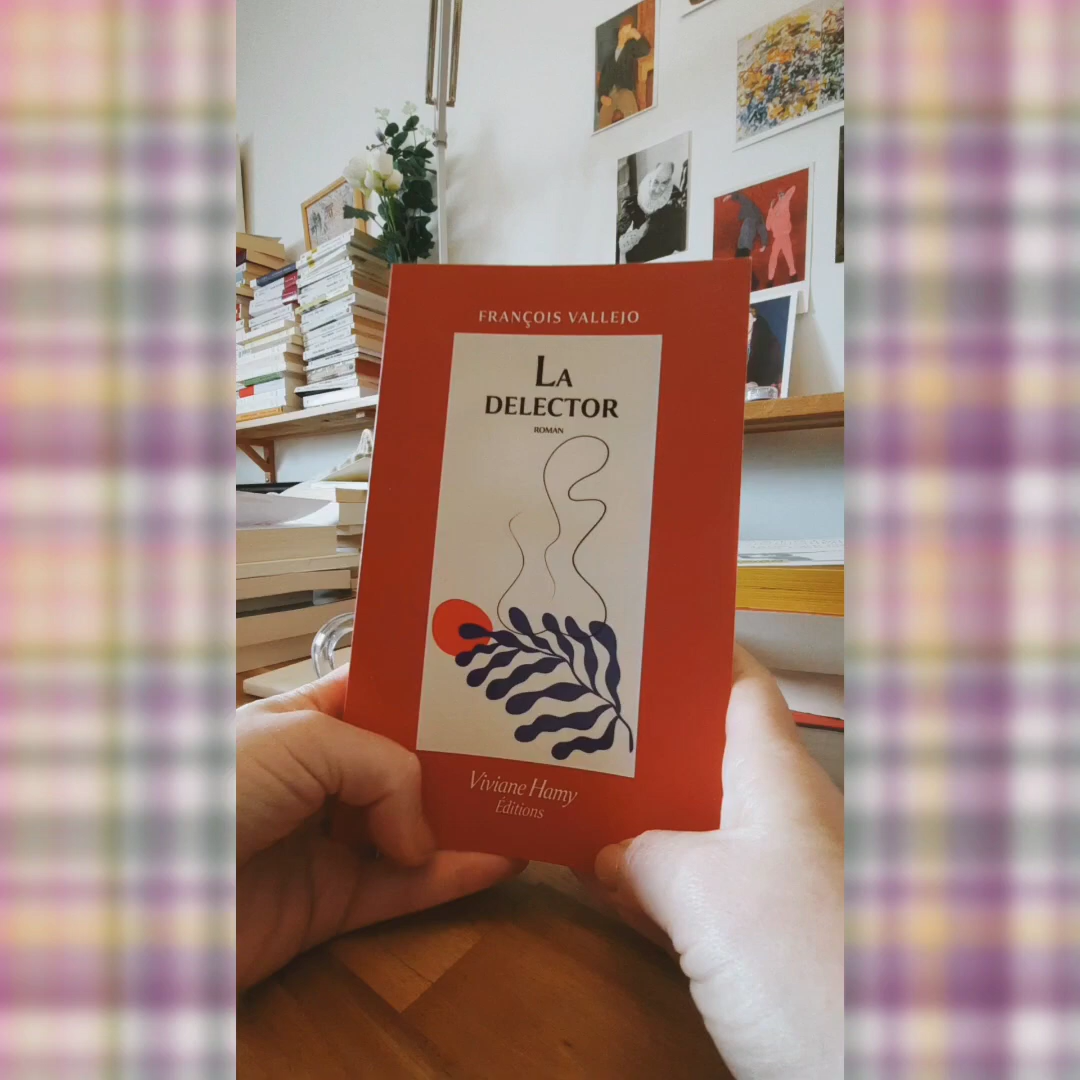 FRANÇOIS VALLEJO
LA
DELECTOR
ROMAN
Viviane Hamy
Éditions